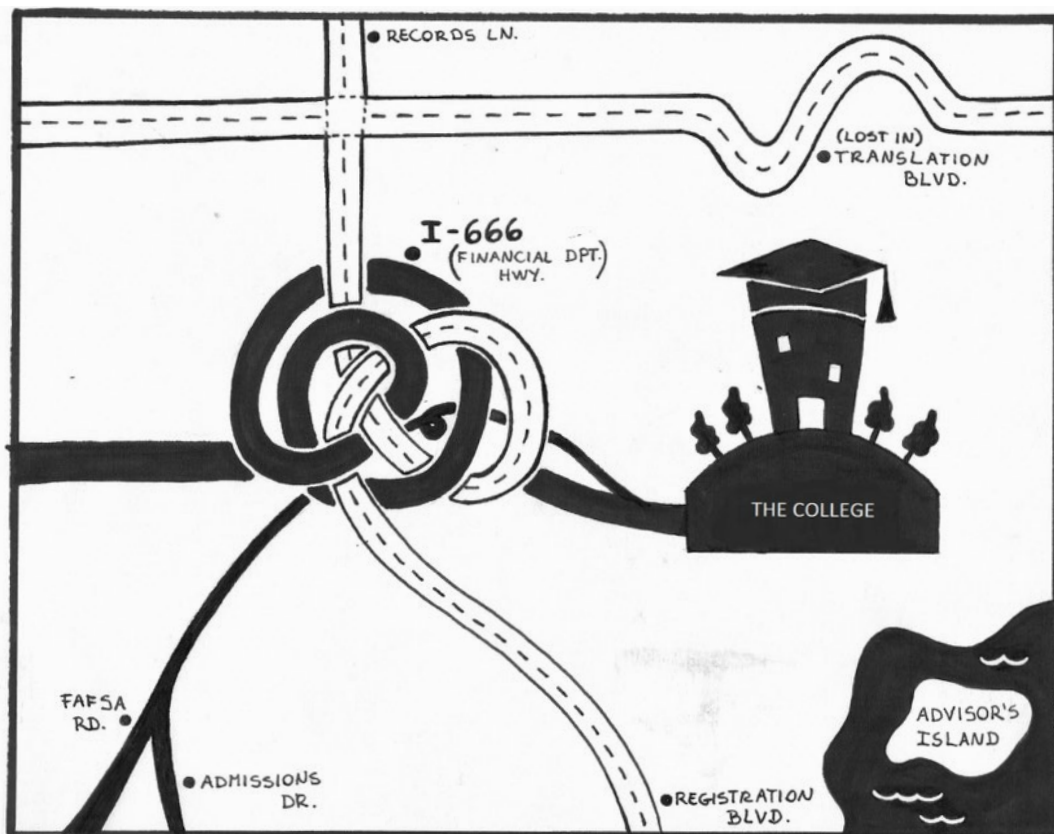 RECORDS LN.
(LOST IN)
TRANSLATION
BLVD.
I-666
(FINANCIAL DPT.)
HWY.
THE COLLEGE
FAFSA
RD.
ADVISOR'S
ISLAND
ADMISSIONS
DR.
REGISTRATION
BLVD.